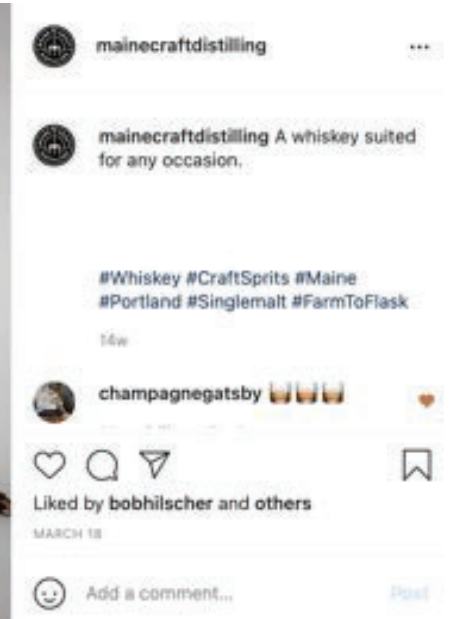 mainecraftdistilling
mainecraftdistilling A whiskey suited
for any occasion.
#Whiskey #CraftSprits #Maine
#Portland #Singlemalt #FarmToFlask
14w
champagnegatsby 🥃🥃🥃
Liked by bobhilscher and others
MARCH 18
Add a comment...
Post